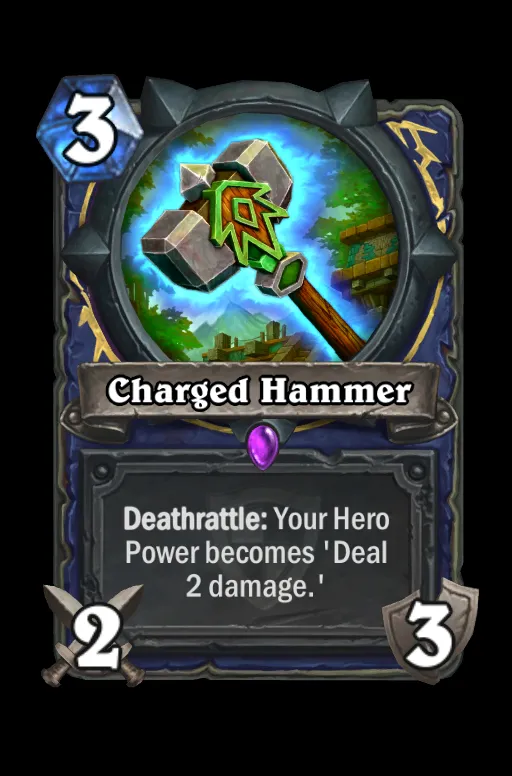 3
Charged Hammer
Deathrattle: Your Hero
Power becomes 'Deal
2 damage.'
2
3